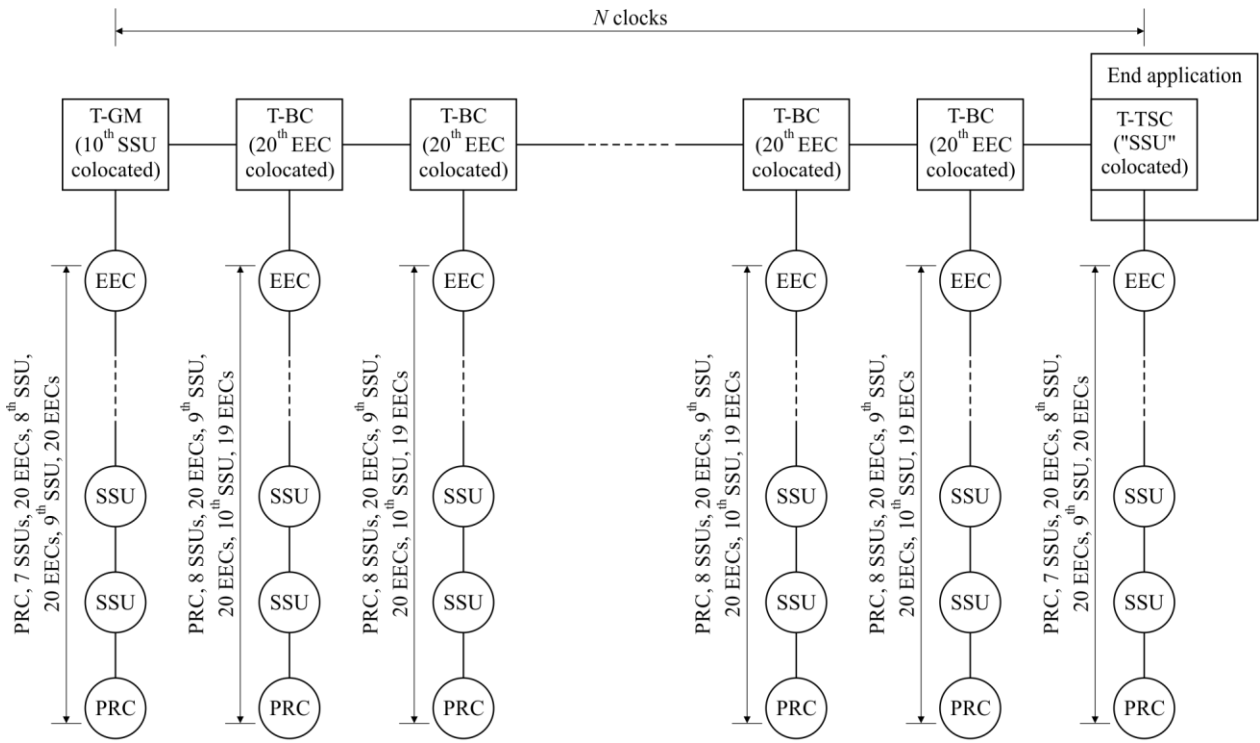 N clocks
End application
T-GM
(10th SSU
colocated)
T-BC
(20th EEC
colocated)
T-BC
(20th EEC
colocated)
T-BC
(20th EEC
colocated)
T-BC
(20th EEC
colocated)
T-TSC
("SSU"
colocated)
EEC
EEC
EEC
EEC
EEC
EEC
PRC, 7 SSUs, 20 EECs, 8th SSU,
20 EECs, 9th SSU, 20 EECs
PRC, 8 SSUs, 20 EECs, 9th SSU,
20 EECs, 10th SSU, 19 EECs
PRC, 8 SSUs, 20 EECs, 9th SSU,
20 EECs, 10th SSU, 19 EECs
PRC, 8 SSUs, 20 EECs, 9th SSU,
20 EECs, 10th SSU, 19 EECs
PRC, 8 SSUs, 20 EECs, 9th SSU,
20 EECs, 10th SSU, 19 EECs
PRC, 7 SSUs, 20 EECs, 8th SSU,
20 EECs, 9th SSU, 20 EECs
SSU
SSU
SSU
SSU
SSU
SSU
SSU
SSU
SSU
SSU
SSU
SSU
PRC
PRC
PRC
PRC
PRC
PRC